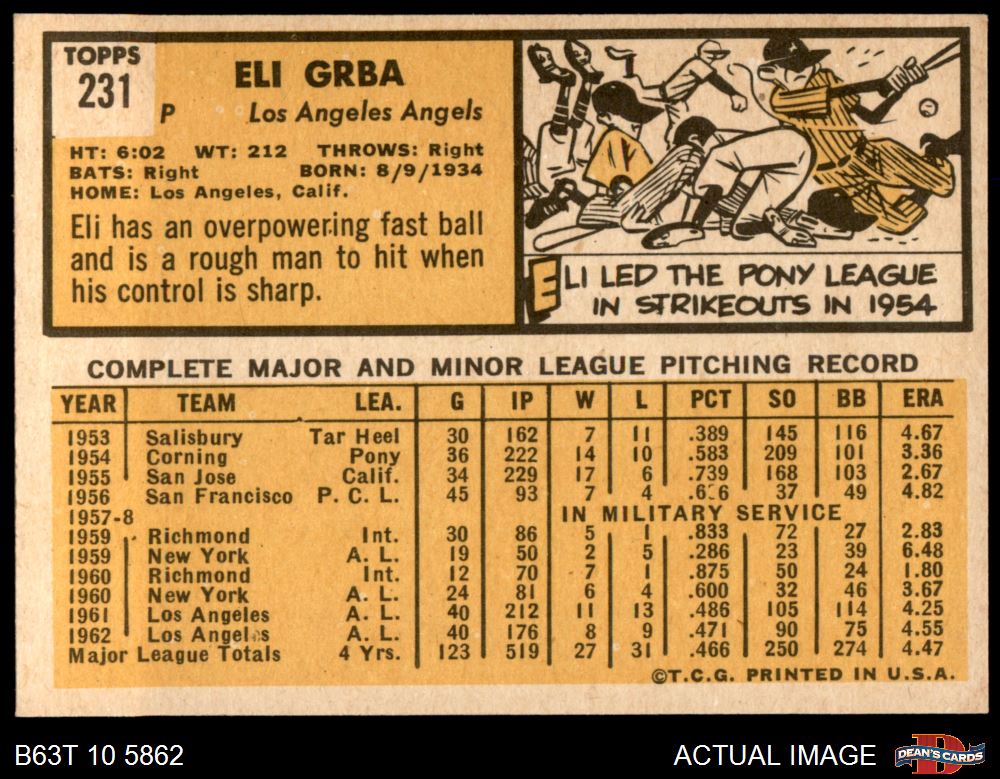 TOPPS
231
ELI GRBA
P Los Angeles Angels
HT: 6:02 WT: 212 THROWS: Right
BATS: Right BORN: 8/9/1934
HOME: Los Angeles, Calif.
Eli has an overpowering fast ball
and is a rough man to hit when
his control is sharp.
ELI LED THE PONY LEAGUE
IN STRIKEOUTS IN 1954
COMPLETE MAJOR AND MINOR LEAGUE PITCHING RECORD
YEAR TEAM LEA. G IP W L PCT SO BB ERA
1953 Salisbury Tar Heel 30 162 7 11 .389 145 116 4.67
1954 Corning Pony 36 222 14 10 .583 209 101 3.36
1955 San Jose Calif. 34 229 17 6 .739 168 103 2.67
1956 San Francisco P. C. L. 45 93 7 4 37 49 4.82
1957-8 IN MILITARY SERVICE
1959 Richmond Int. 30 86 5 1 .833 72 27 2.83
1959 New York A. L. 19 50 2 5 .286 23 39 6.48
1960 Richmond Int. 12 70 7 1 .875 50 24 1.80
1960 New York A. L. 24 81 6 4 .600 32 46 3.67
1961 Los Angeles A. L. 40 212 11 13 .486 105 114 4.25
1962 Los Angeles A. L. 40 176 8 9 .471 90 75 4.55
Major League Totals 4 Yrs. 123 519 27 31 .466 250 274 4.47
©T.C.G. PRINTED IN U.S.A.
B63T 10 5862 ACTUAL IMAGE DEAN'S CARDS